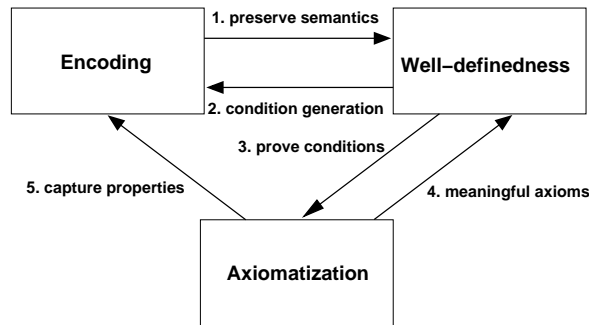 1. preserve semantics
Encoding
Well–definedness
2. condition generation
3. prove conditions
5. capture properties
4. meaningful axioms
Axiomatization